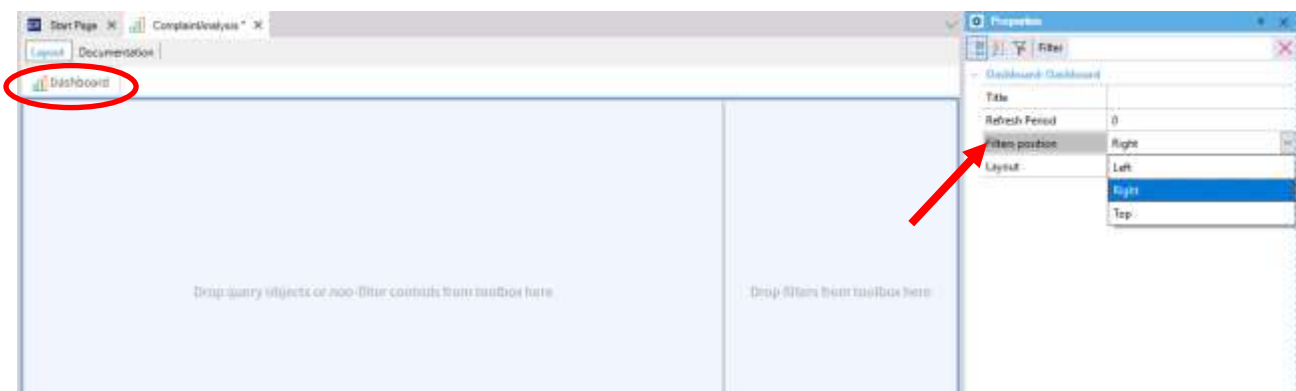 Start Page ComplaintAnalysis *
Layout Documentation
Dashboard
Drop query objects or non-filter controls from toolbox here
Drop filters from toolbox here
Properties
Filter
Dashboard: Dashboard
Title
Refresh Period 0
Filters position Right
Layout Left
Right
Top